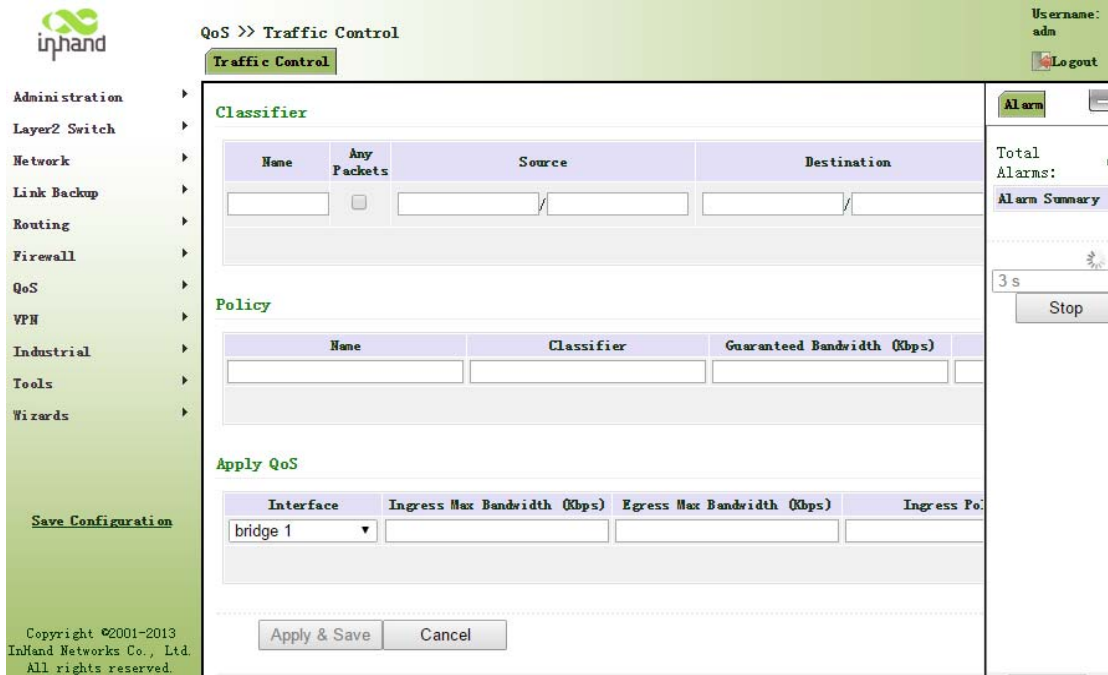 inhand
QoS >> Traffic Control
Username:
adm
Traffic Control
Logout
Administration
Layer2 Switch
Network
Link Backup
Routing
Firewall
QoS
VPN
Industrial
Tools
Wizards
Save Configuration
Copyright ©2001-2013
InHand Networks Co., Ltd.
All rights reserved.
Classifier
Name Any Packets Source Destination
/ /
Policy
Name Classifier Guaranteed Bandwidth (Kbps)
Apply QoS
Interface Ingress Max Bandwidth (Kbps) Egress Max Bandwidth (Kbps) Ingress Pol
bridge 1
Apply & Save Cancel
Alarm
Total
Alarms:
Alarm Summary
3 s
Stop